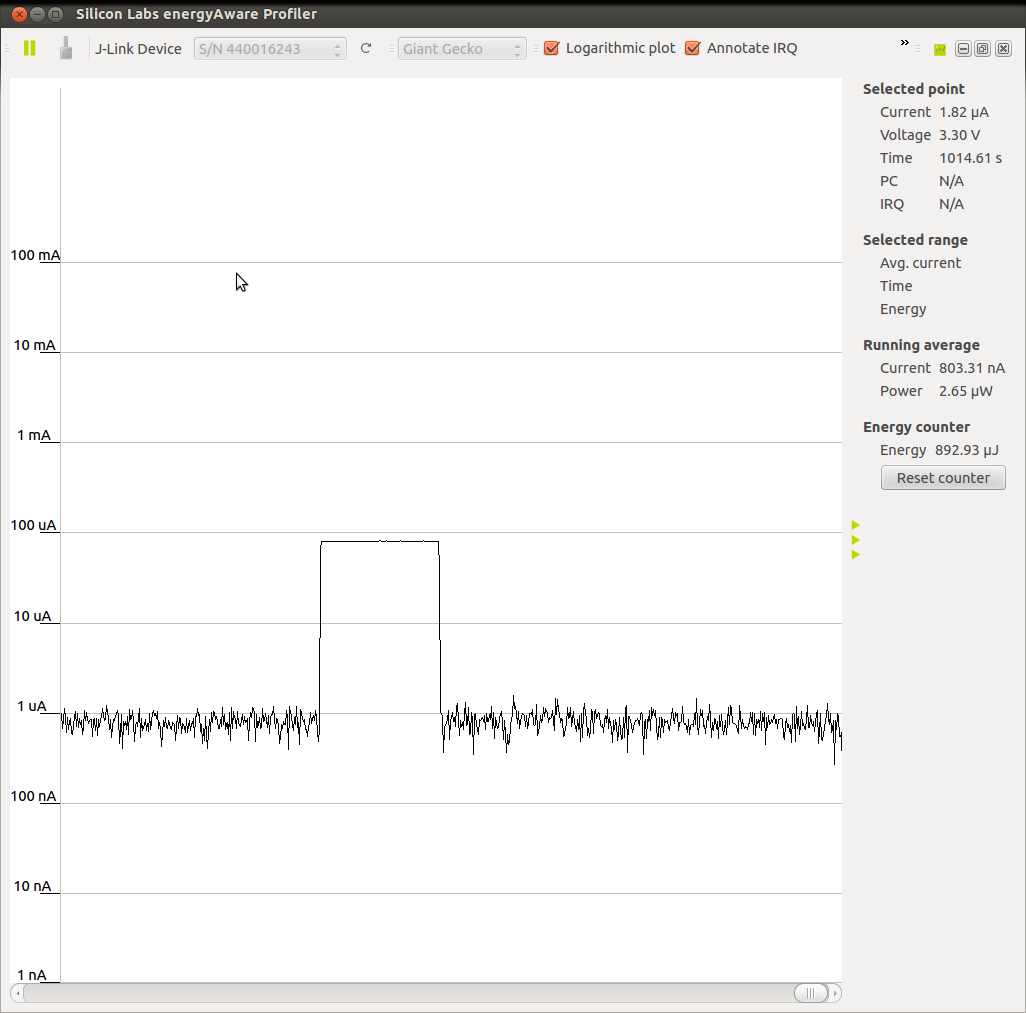 Silicon Labs energyAware Profiler
J-Link Device S/N 440016243 Giant Gecko Logarithmic plot Annotate IRQ »
100 mA
10 mA
1 mA
100 uA
10 uA
1 uA
100 nA
10 nA
1 nA
Selected point
Current 1.82 µA
Voltage 3.30 V
Time 1014.61 s
PC N/A
IRQ N/A
Selected range
Avg. current
Time
Energy
Running average
Current 803.31 nA
Power 2.65 µW
Energy counter
Energy 892.93 µJ
Reset counter